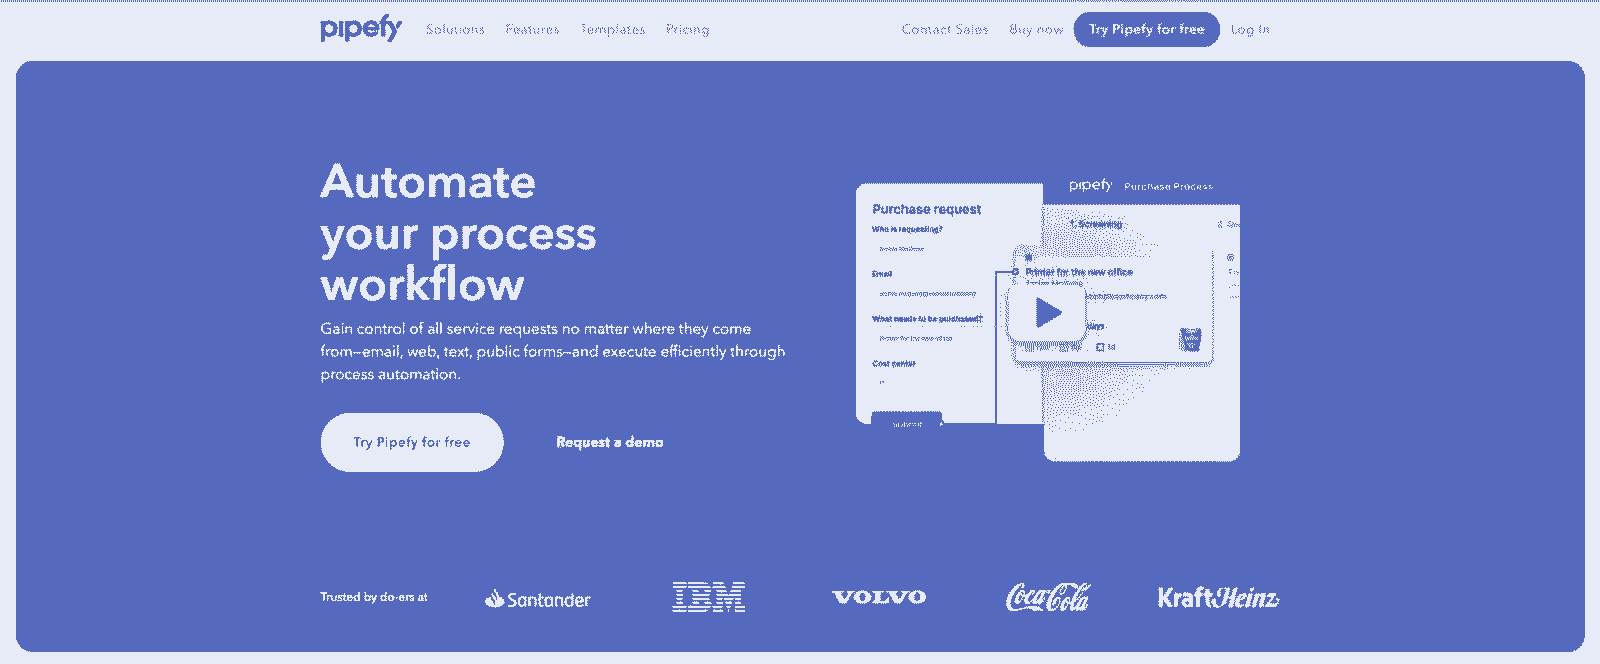 pipefy Solutions Features Templates Pricing Contact Sales Buy now Try Pipefy for free Log In
Automate
your process
workflow
Gain control of all service requests no matter where they come
from–email, web, text, public forms–and execute efficiently through
process automation.
Try Pipefy for free
Request a demo
pipefy Purchase Process
Purchase request
Who is requesting?
Email
What needs to be purchased?
Cost center
1. Screening
Printer for the new office
days
Trusted by do-ers at
Santander
IBM
VOLVO
Coca-Cola
KraftHeinz